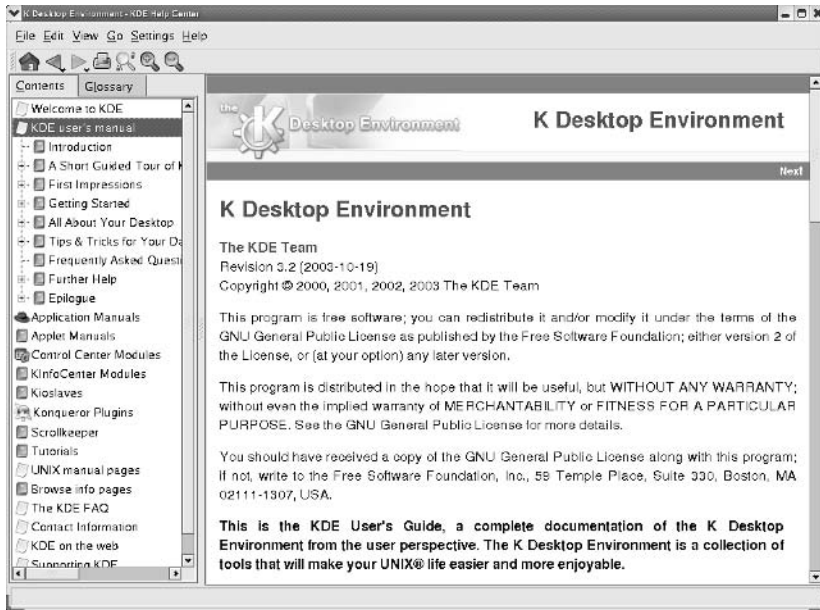 K Desktop Environment - KDE Help Center
File Edit View Go Settings Help
Contents Glossary
Welcome to KDE
KDE user's manual
Introduction
A Short Guided Tour of K
First Impressions
Getting Started
All About Your Desktop
Tips & Tricks for Your De
Frequently Asked Questi
Further Help
Epilogue
Application Manuals
Applet Manuals
Control Center Modules
KInfoCenter Modules
Kioslaves
Konqueror Plugins
Scrollkeeper
Tutorials
UNIX manual pages
Browse info pages
The KDE FAQ
Contact Information
KDE on the web
Supporting KDE
the K Desktop Environment
K Desktop Environment
Next
K Desktop Environment
The KDE Team
Revision 3.2 (2003-10-19)
Copyright © 2000, 2001, 2002, 2003 The KDE Team
This program is free software; you can redistribute it and/or modify it under the terms of the
GNU General Public License as published by the Free Software Foundation; either version 2 of
the License, or (at your option) any later version.
This program is distributed in the hope that it will be useful, but WITHOUT ANY WARRANTY;
without even the implied warranty of MERCHANTABILITY or FITNESS FOR A PARTICULAR
PURPOSE. See the GNU General Public License for more details.
You should have received a copy of the GNU General Public License along with this program;
if not, write to the Free Software Foundation, Inc., 59 Temple Place, Suite 330, Boston, MA
02111-1307, USA.
This is the KDE User's Guide, a complete documentation of the K Desktop
Environment from the user perspective. The K Desktop Environment is a collection of
tools that will make your UNIX® life easier and more enjoyable.